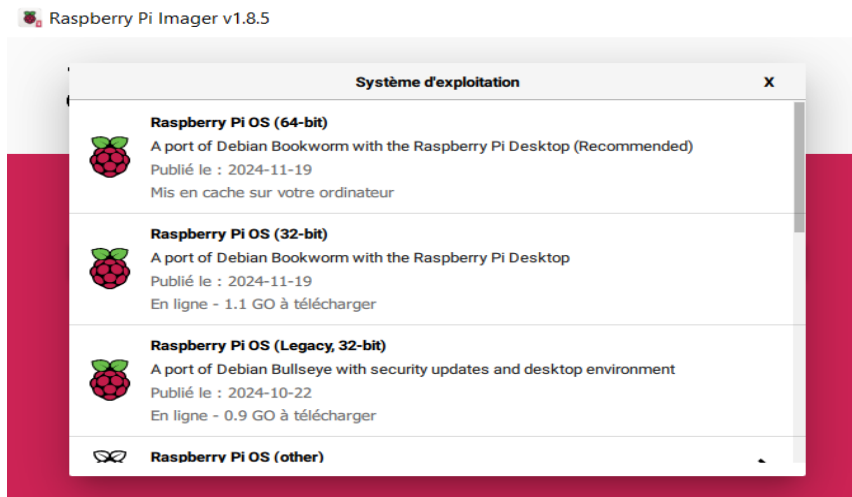 Raspberry Pi Imager v1.8.5
Système d'exploitation
X
Raspberry Pi OS (64-bit)
A port of Debian Bookworm with the Raspberry Pi Desktop (Recommended)
Publié le : 2024-11-19
Mis en cache sur votre ordinateur
Raspberry Pi OS (32-bit)
A port of Debian Bookworm with the Raspberry Pi Desktop
Publié le : 2024-11-19
En ligne - 1.1 GO à télécharger
Raspberry Pi OS (Legacy, 32-bit)
A port of Debian Bullseye with security updates and desktop environment
Publié le : 2024-10-22
En ligne - 0.9 GO à télécharger
Raspberry Pi OS (other)